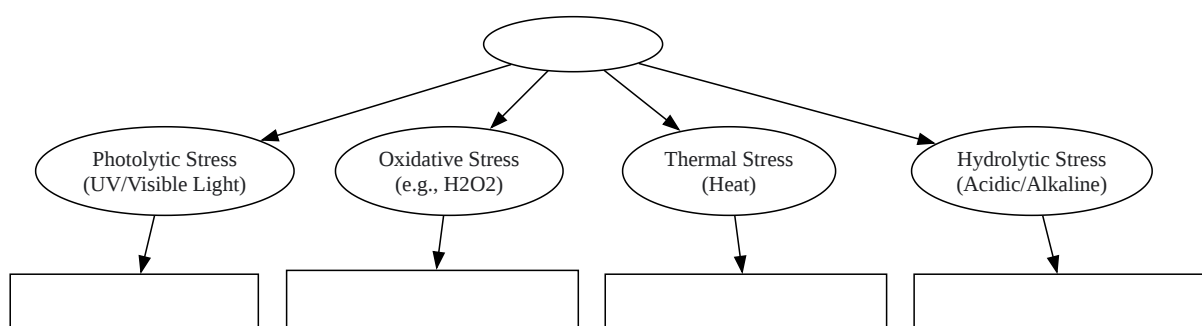 Photolytic Stress
(UV/Visible Light)
Oxidative Stress
(e.g., H2O2)
Thermal Stress
(Heat)
Hydrolytic Stress
(Acidic/Alkaline)